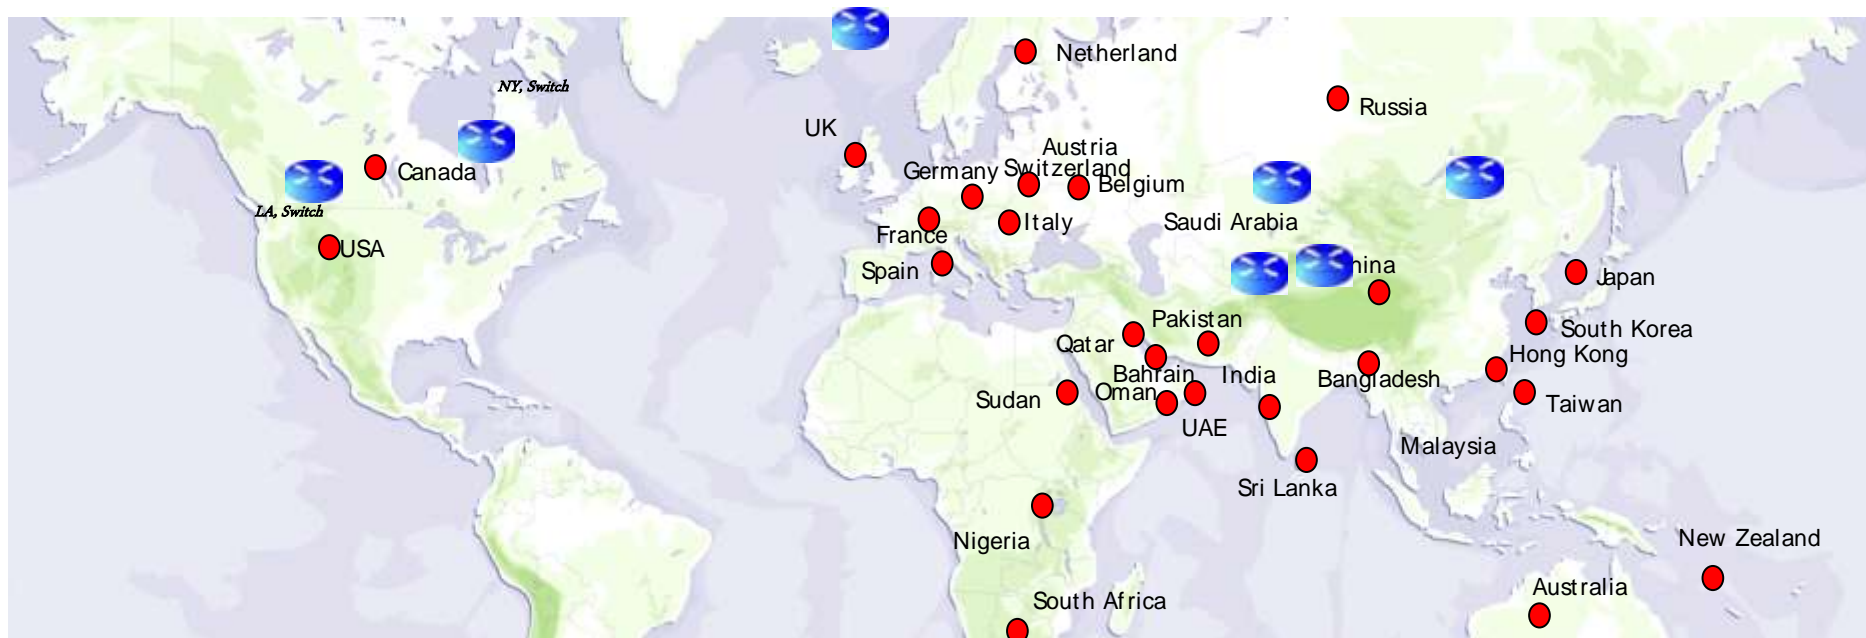 Netherland
NY, Switch
Russia
UK
Austria
Germany
Switzerland
Canada
Belgium
LA, Switch
Saudi Arabia
Italy
France
USA
Spain
hina
Japan
Pakistan
South Korea
Qatar
Hong Kong
Bahrain
India
Bangladesh
Oman
Sudan
Taiwan
UAE
Malaysia
Sri Lanka
Nigeria
New Zealand
Australia
South Africa